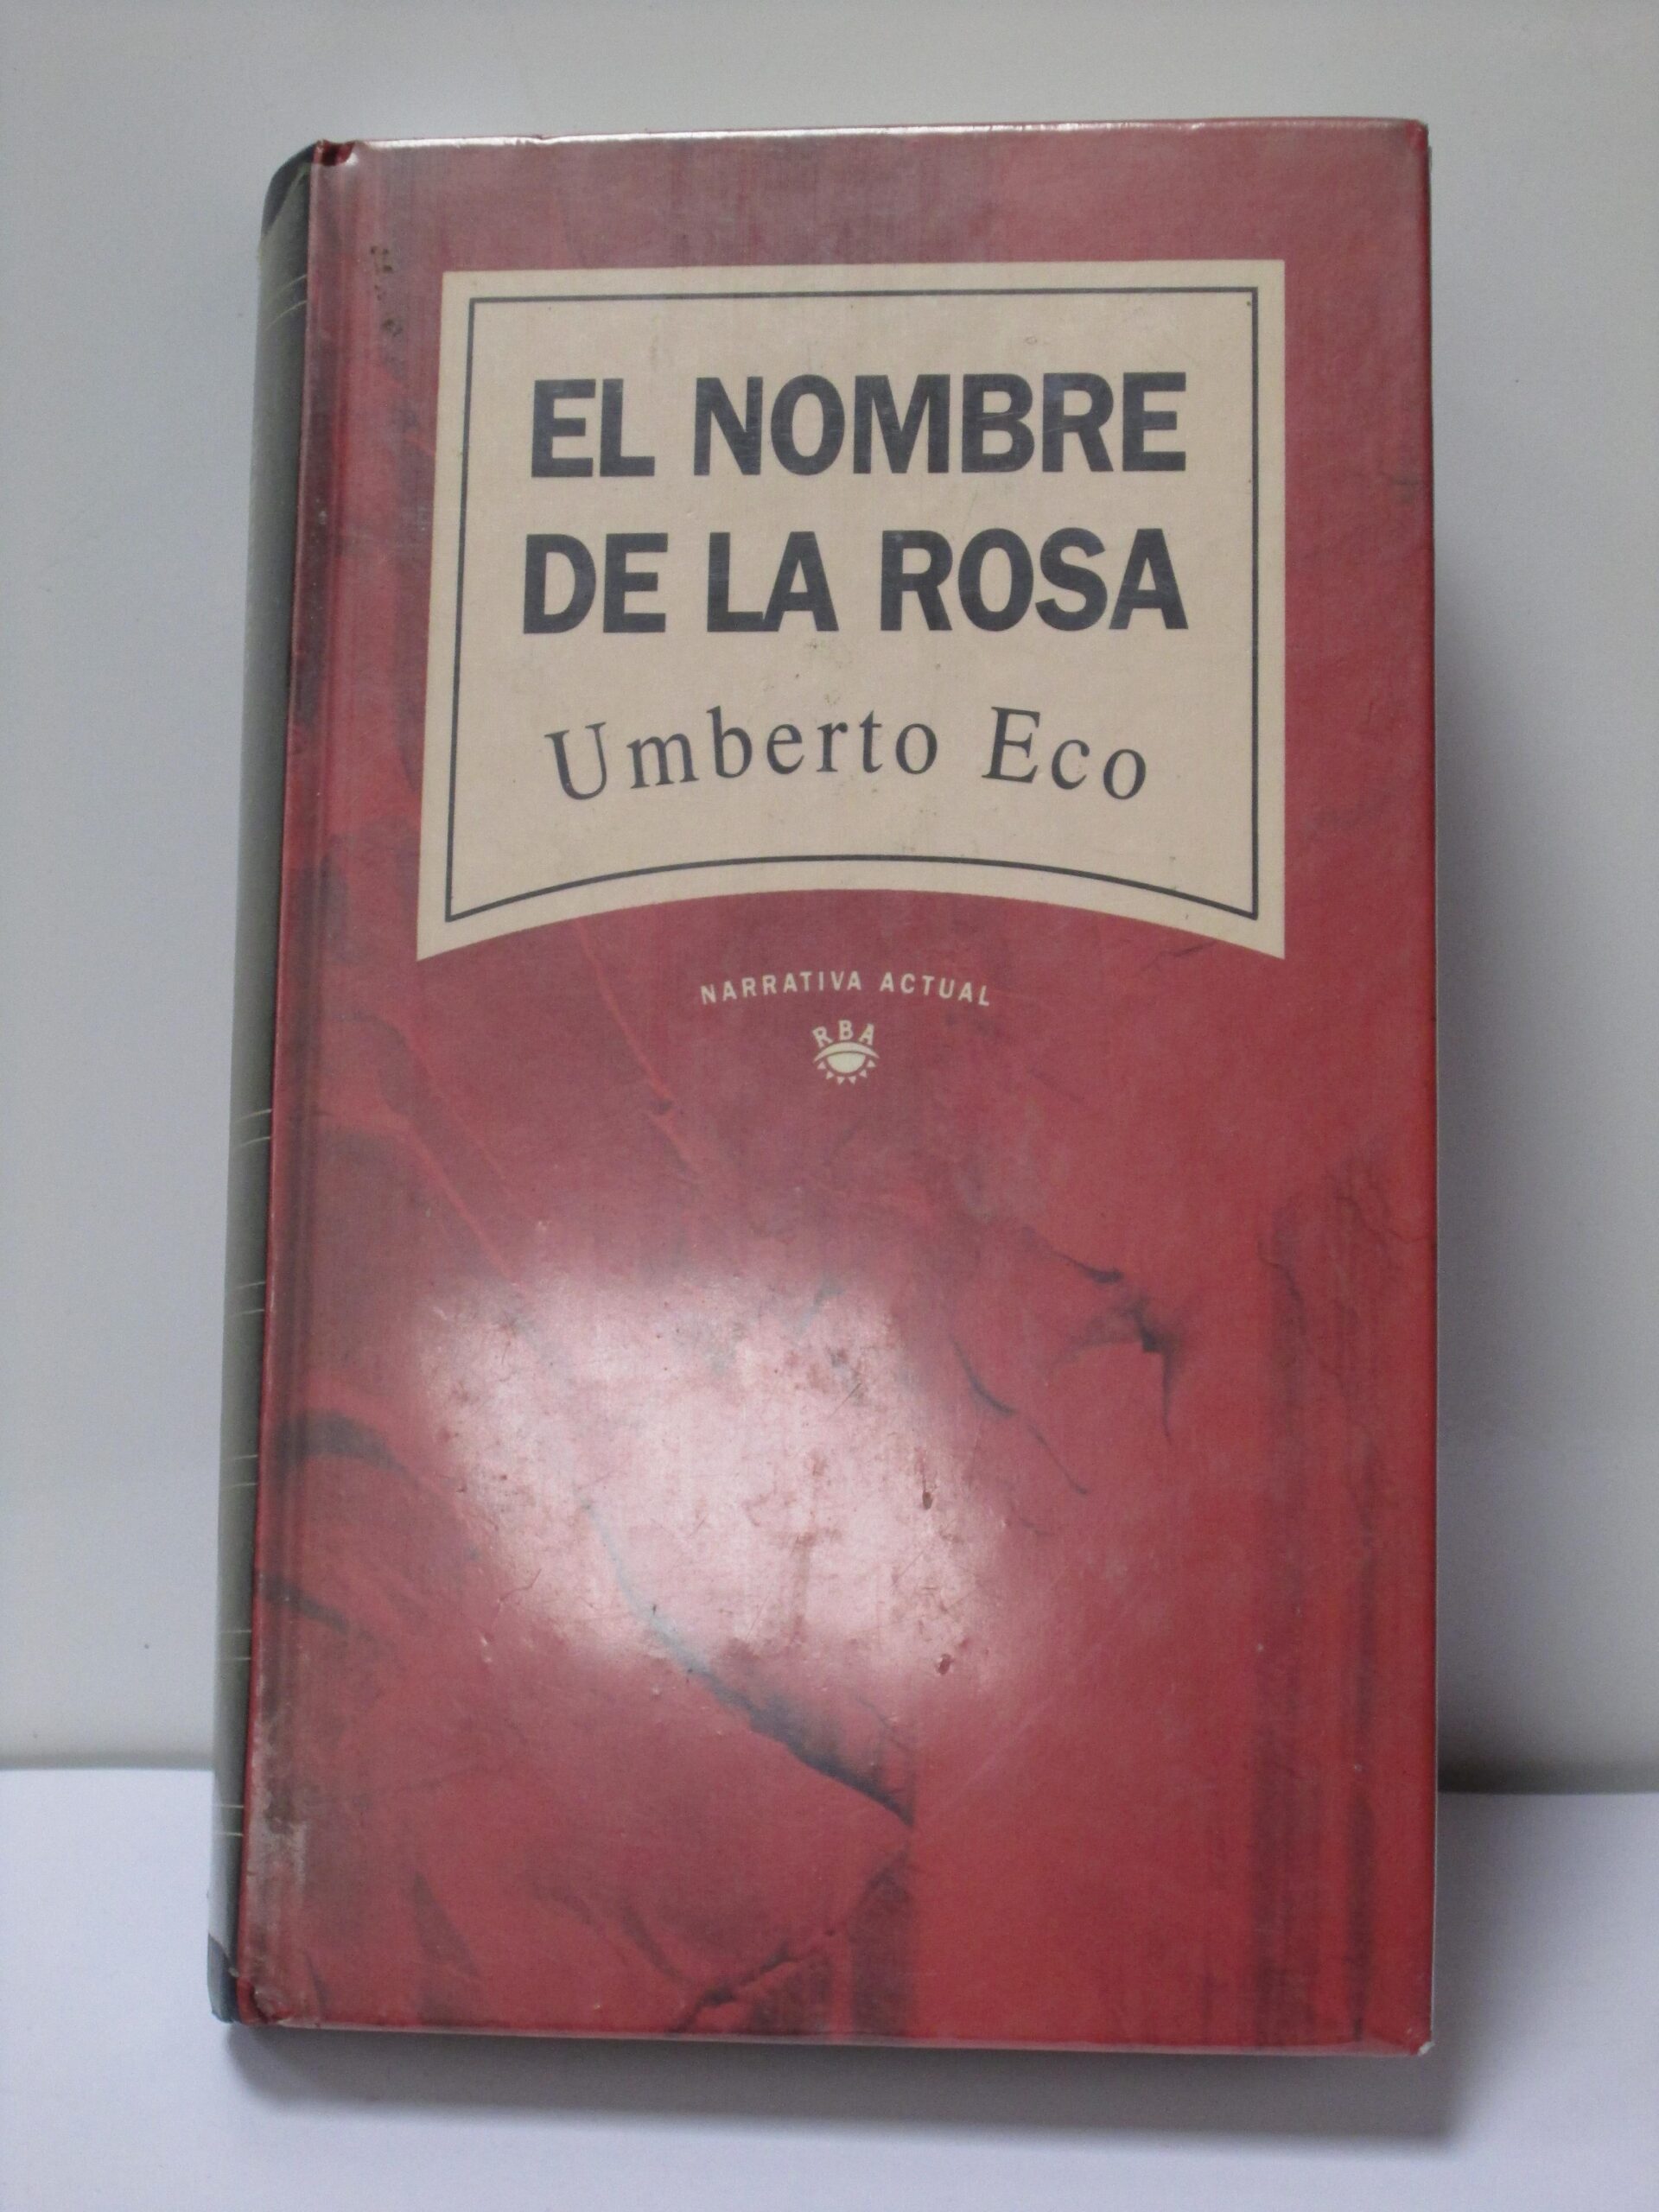 EL NOMBRE
DE LA ROSA
Umberto Eco
NARRATIVA ACTUAL
RBA